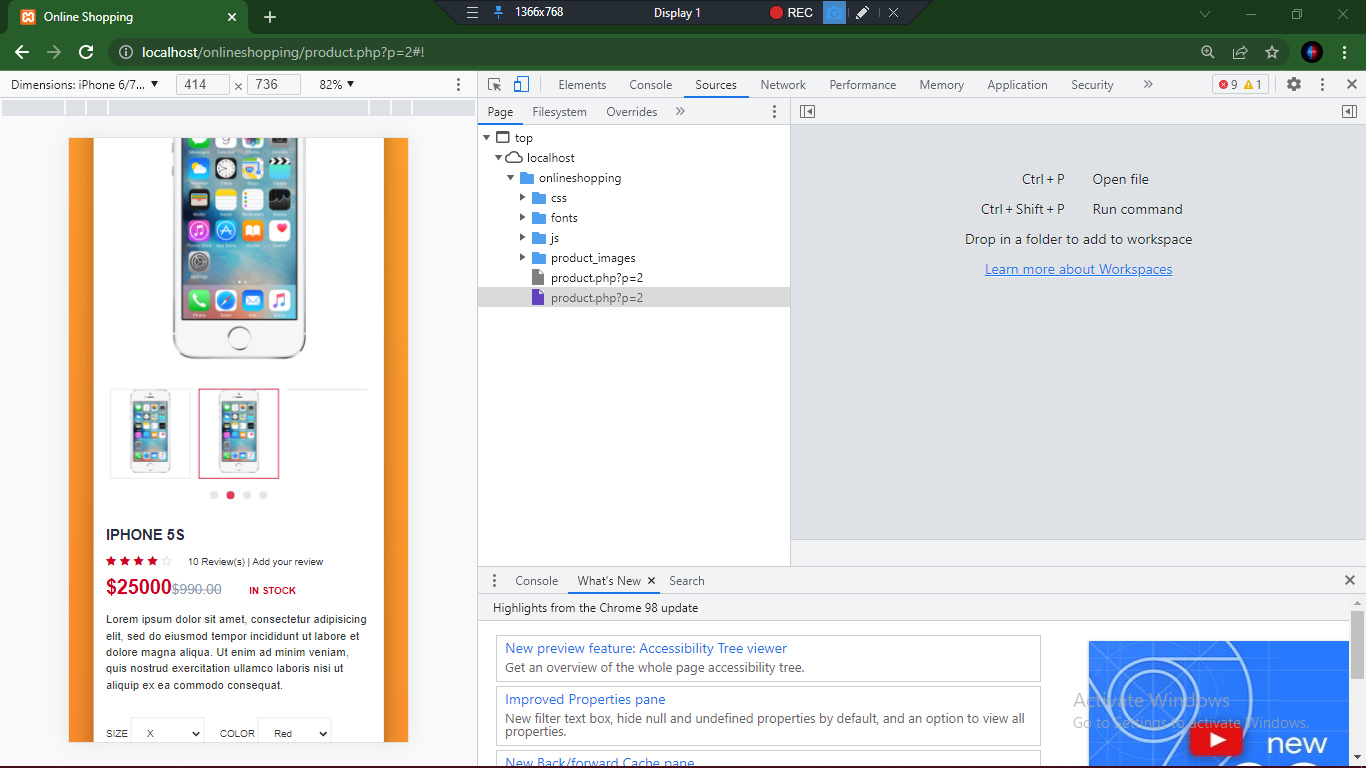 Online Shopping
1366x768
Display 1
REC
localhost/onlineshopping/product.php?p=2#!
Dimensions: iPhone 6/7... ▼ 414 × 736 82% ▼
Elements Console Sources Network Performance Memory Application Security » 9 1
Page Filesystem Overrides »
top
localhost
onlineshopping
css
fonts
js
product_images
product.php?p=2
product.php?p=2
Ctrl + P Open file
Ctrl + Shift + P Run command
Drop in a folder to add to workspace
Learn more about Workspaces
IPHONE 5S
10 Review(s) | Add your review
$25000 $990.00 IN STOCK
Lorem ipsum dolor sit amet, consectetur adipisicing
elit, sed do eiusmod tempor incididunt ut labore et
dolore magna aliqua. Ut enim ad minim veniam,
quis nostrud exercitation ullamco laboris nisi ut
aliquip ex ea commodo consequat.
SIZE X COLOR Red
Console What's New Search
Highlights from the Chrome 98 update
New preview feature: Accessibility Tree viewer
Get an overview of the whole page accessibility tree.
Improved Properties pane
New filter text box, hide null and undefined properties by default, and an option to view all
properties.
New Back/forward Cache pane
Activate Windows
Go to Settings to activate Windows.
new